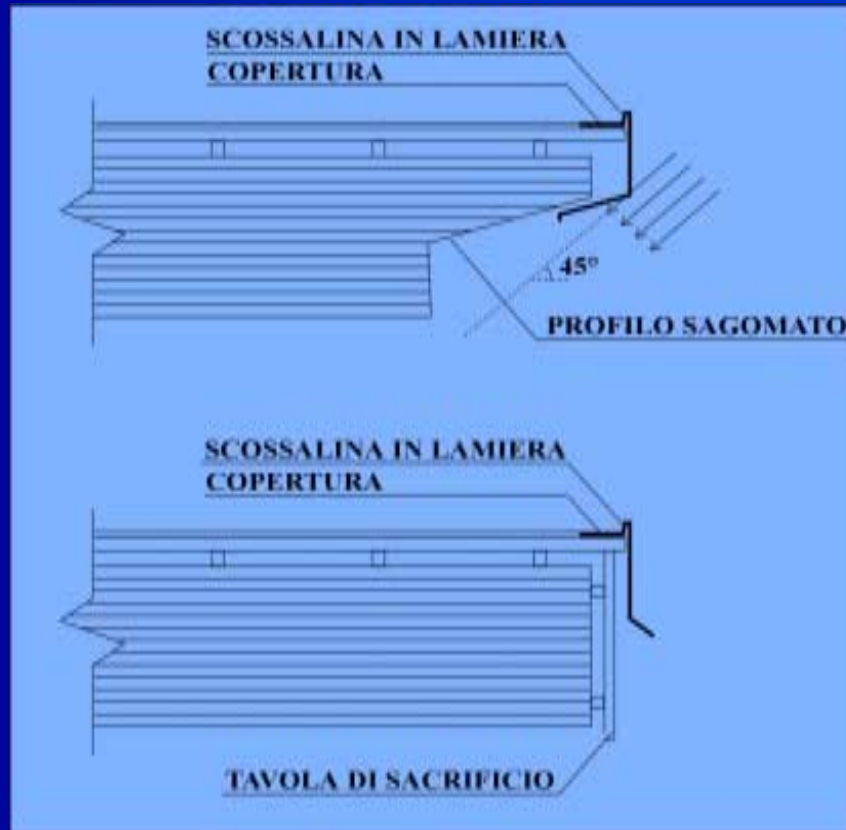 SCOSSALINA IN LAMIERA
COPERTURA
45°
PROFILO SAGOMATO
SCOSSALINA IN LAMIERA
COPERTURA
TAVOLA DI SACRIFICIO